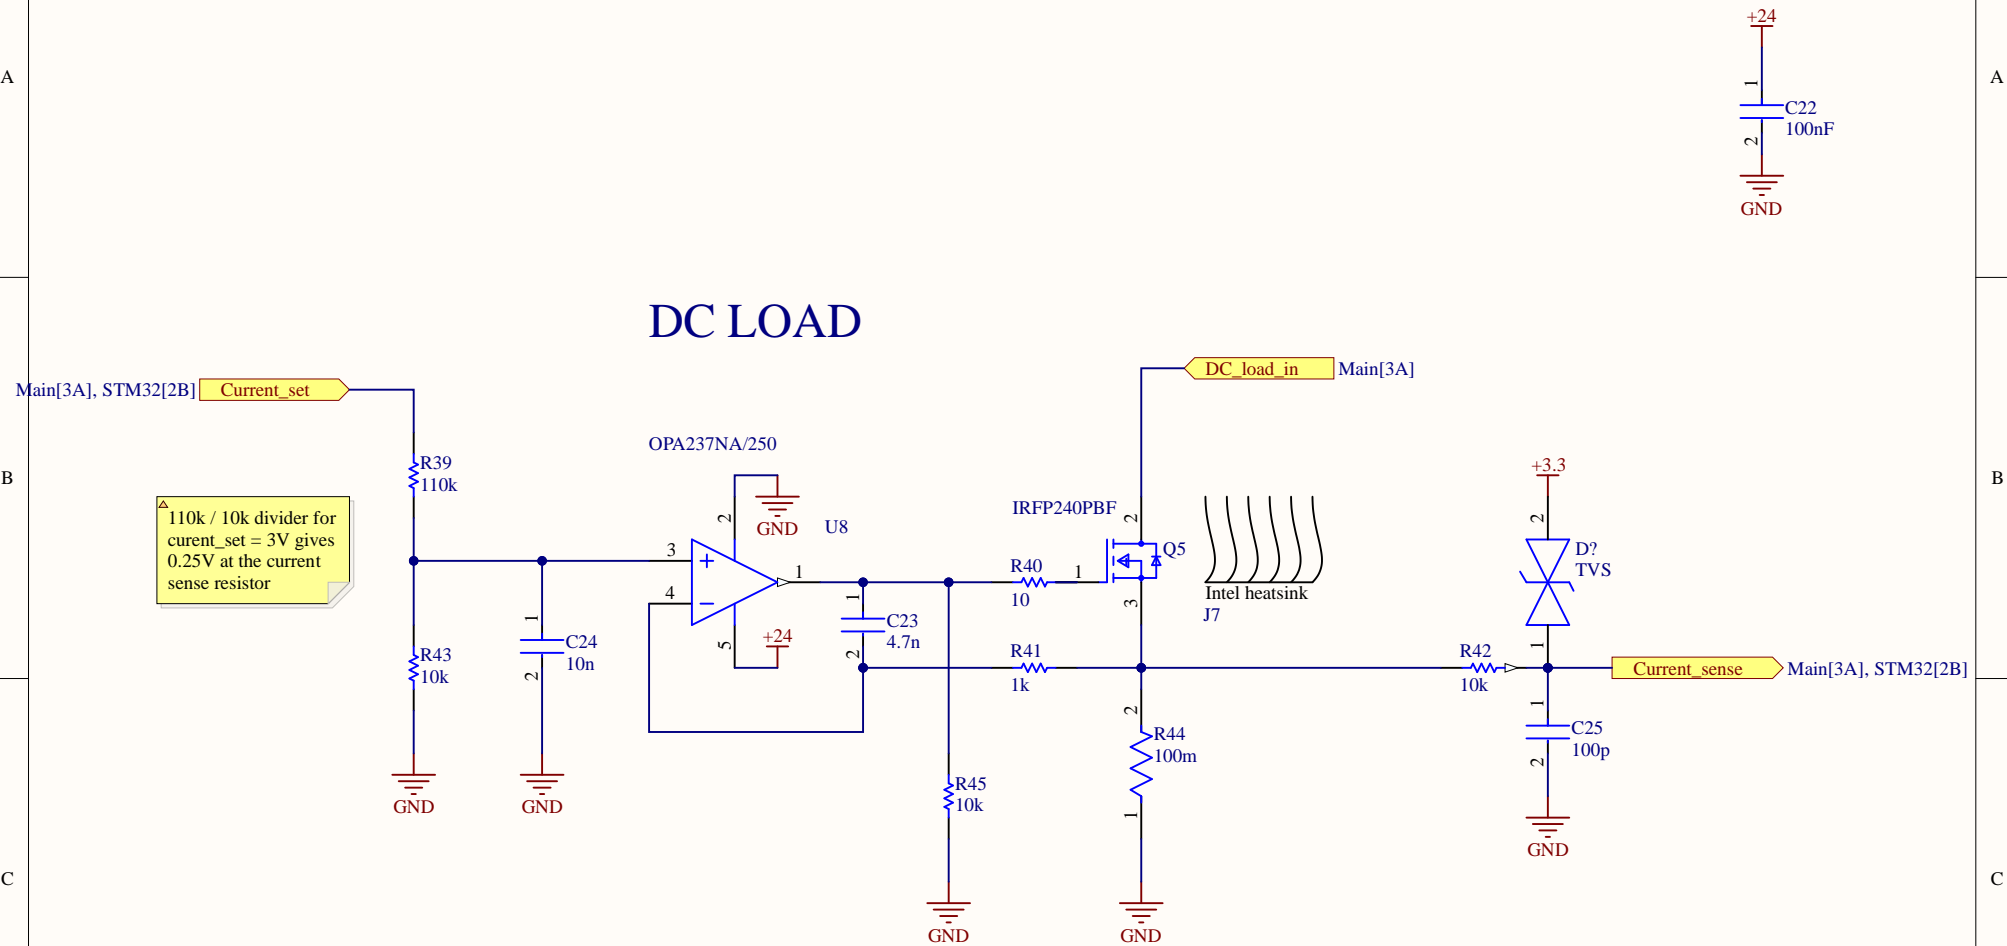 +24
A
A
1
C22
100nF
2
GND
DC LOAD
DC_load_in
Main[3A]
Main[3A], STM32[2B]
Current_set
OPA237NA/250
R39
110k
+3.3
B
B
110k / 10k divider for
curent_set = 3V gives
0.25V at the current
sense resistor
2
GND
U8
IRFP240PBF
2
2
3
1
4
5
+24
R40
10
1
Q5
3
Intel heatsink
J7
D?
TVS
1
1
C24
10n
2
R43
10k
1
C23
4.7n
2
R41
1k
R42
10k
Current_sense
Main[3A], STM32[2B]
2
R44
100m
1
1
C25
100p
2
R45
10k
GND
GND
GND
C
C
GND
GND